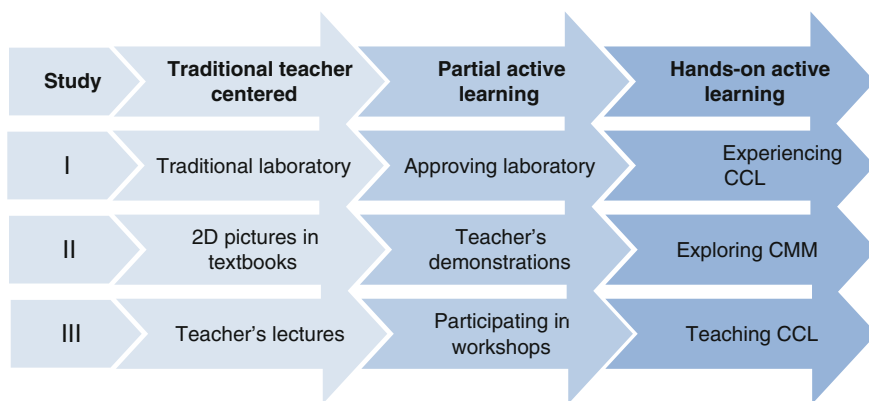 Study
Traditional teacher
centered
Partial active
learning
Hands-on active
learning
I
Traditional laboratory
Approving laboratory
Experiencing
CCL
II
2D pictures in
textbooks
Teacher's
demonstrations
Exploring CMM
III
Teacher's lectures
Participating in
workshops
Teaching CCL